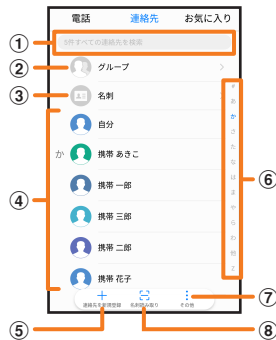 電話 連絡先 お気に入り
① 5件すべての連絡先を検索
② グループ
③ 名刺
#
あ
自分
か
さ
か 携帯 あきこ
た
な
④ 携帯 一郎
は
⑥
ま
や
携帯 三郎
ら
わ
携帯 二郎
他
Z
携帯 花子
⑦
連絡先を新規登録 名刺読み取り その他
⑤ ⑧